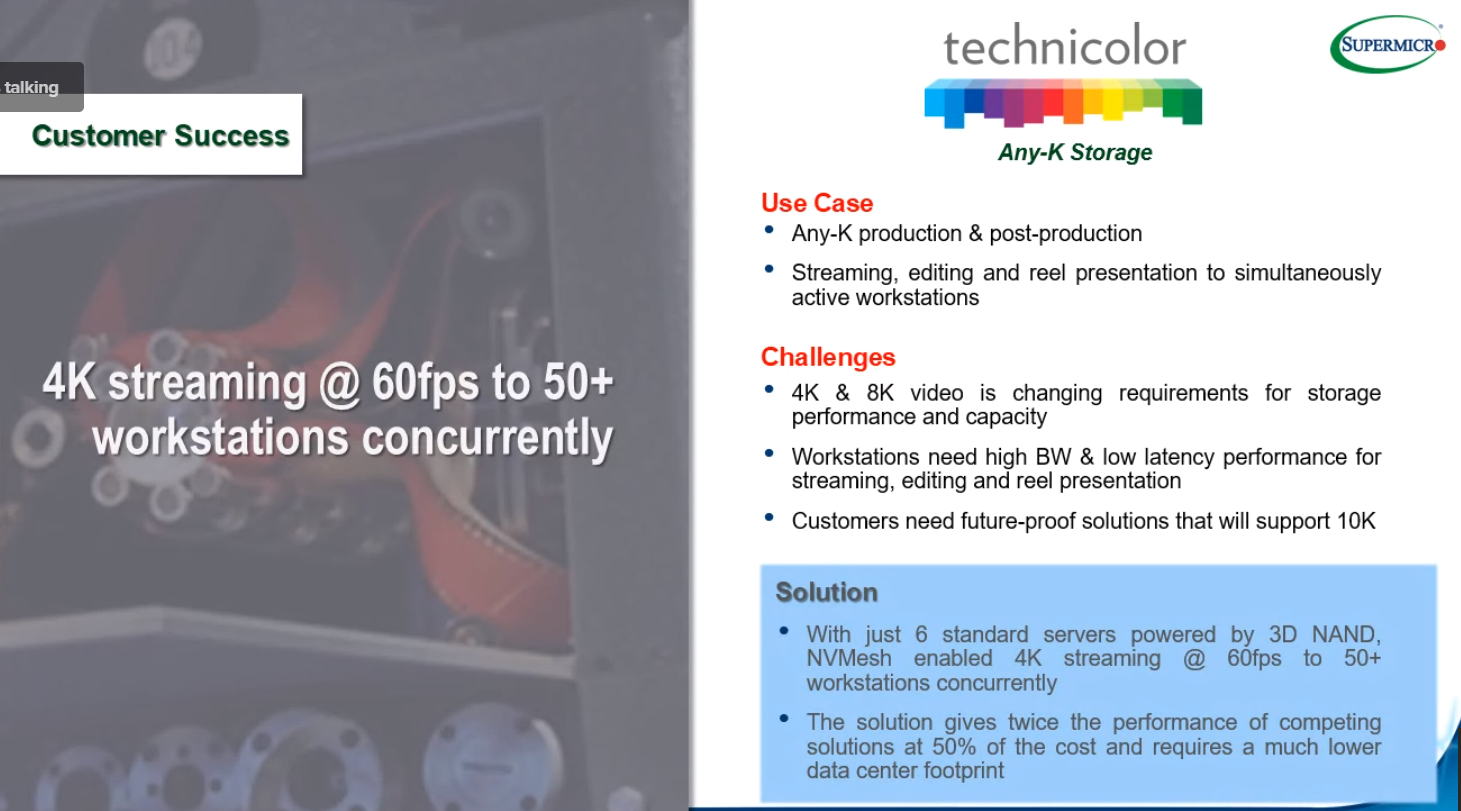 talking
Customer Success
4K streaming @ 60fps to 50+
workstations concurrently
technicolor
SUPERMICRO
Any-K Storage
Use Case
• Any-K production & post-production
• Streaming, editing and reel presentation to simultaneously
active workstations
Challenges
• 4K & 8K video is changing requirements for storage
performance and capacity
• Workstations need high BW & low latency performance for
streaming, editing and reel presentation
• Customers need future-proof solutions that will support 10K
Solution
• With just 6 standard servers powered by 3D NAND,
NVMesh enabled 4K streaming @ 60fps to 50+
workstations concurrently
• The solution gives twice the performance of competing
solutions at 50% of the cost and requires a much lower
data center footprint